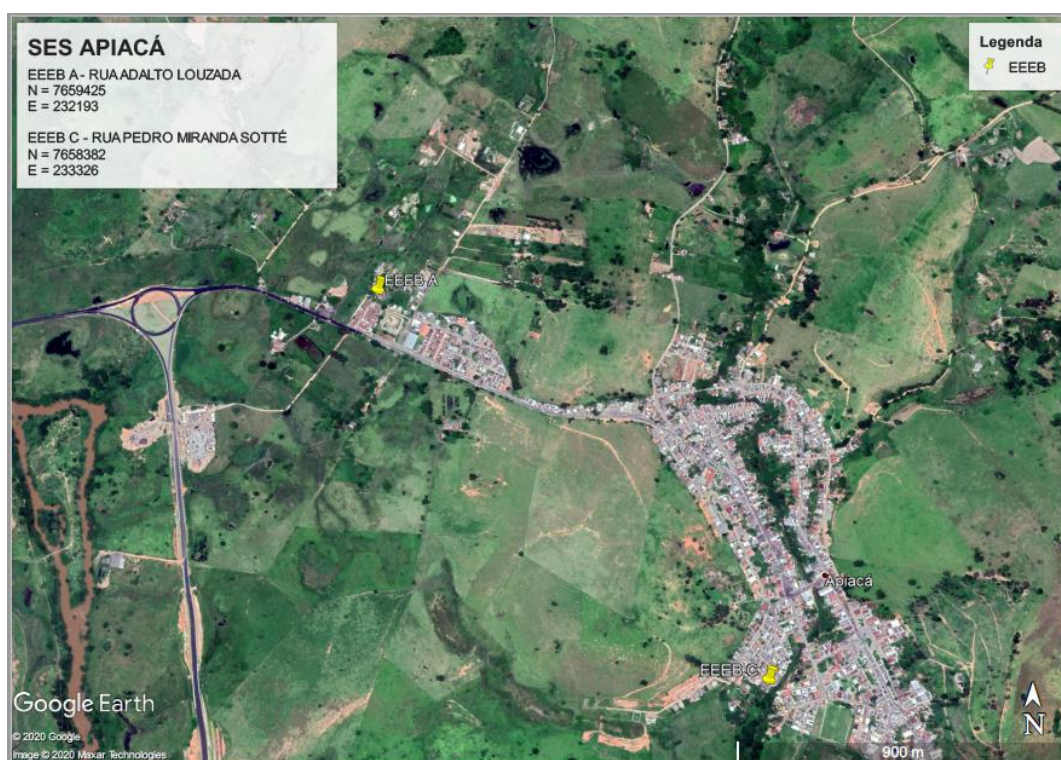 SES APIACÁ
EEEB A - RUA ADALTO LOUZADA
N = 7659425
E = 232193
EEEB C - RUA PEDRO MIRANDA SOTTÉ
N = 7658382
E = 233326
Legenda
EEEB
EEEB A
Apiacá
EEEB C
Google Earth
N
© 2020 Google
Image © 2020 Maxar Technologies
900 m